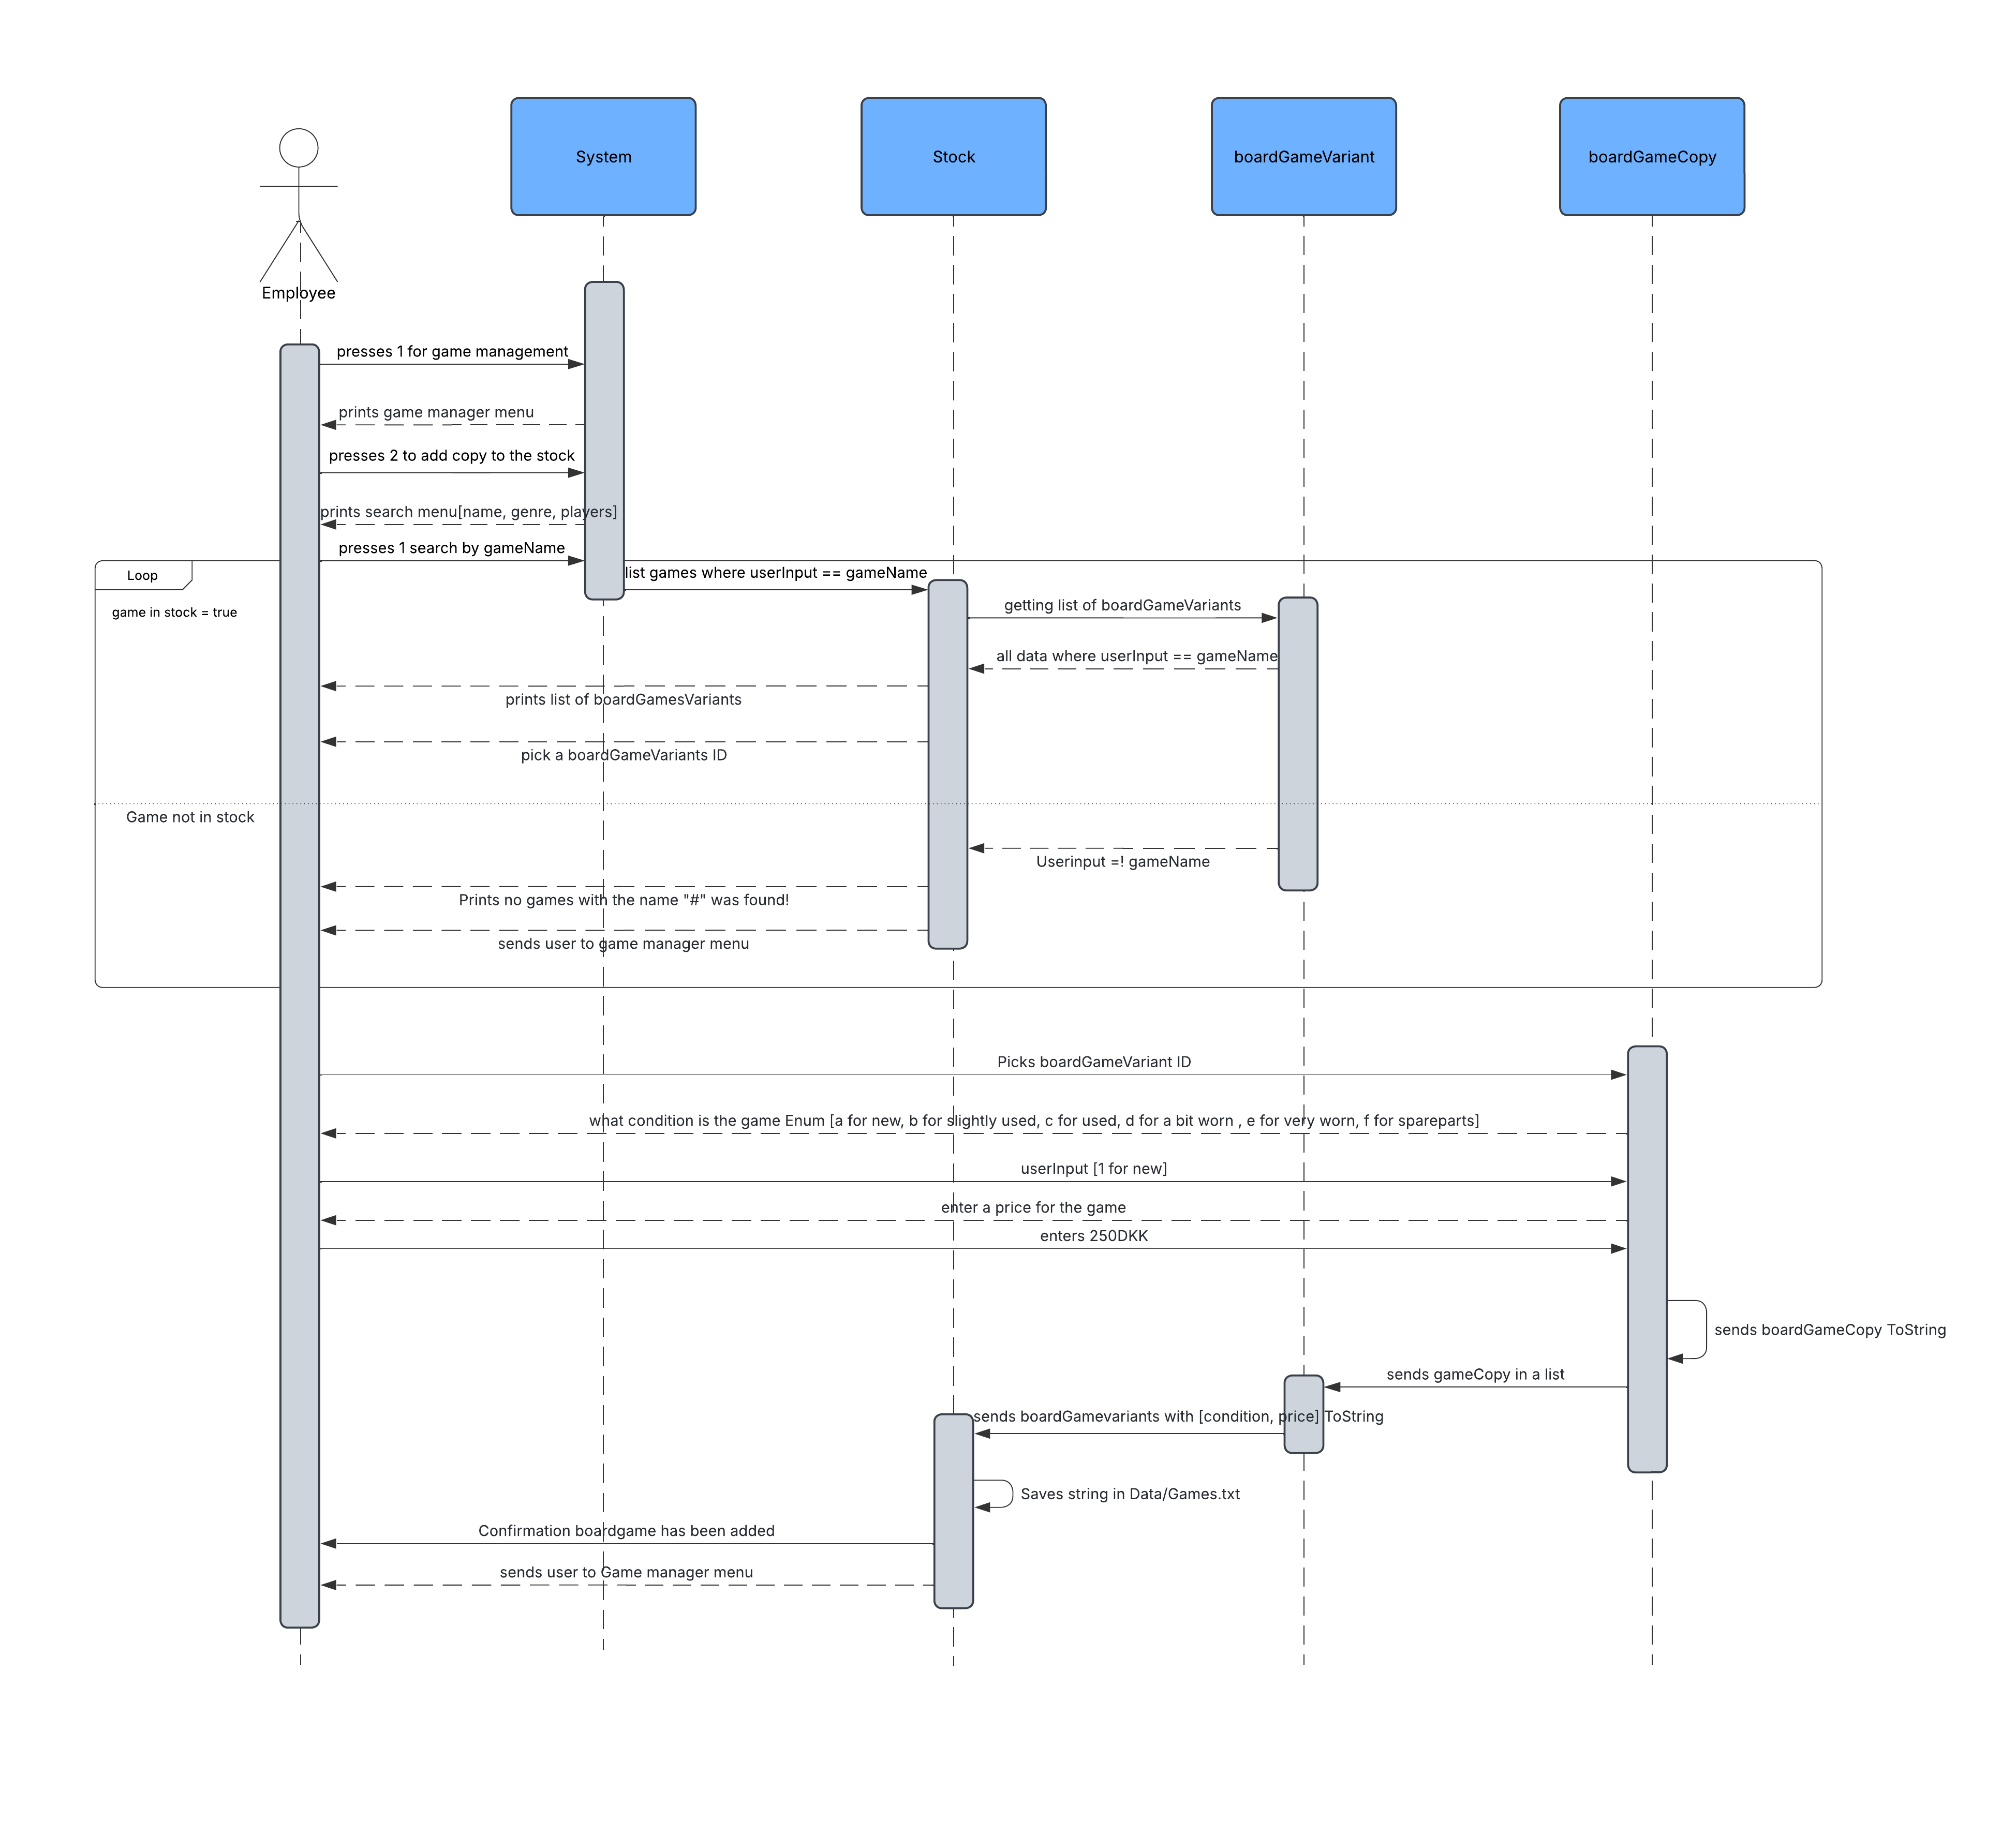 System
Stock
boardGameVariant
boardGameCopy
Employee
presses 1 for game management
prints game manager menu
presses 2 to add copy to the stock
prints search menu[name, genre, players]
presses 1 search by gameName
Loop
list games where userInput == gameName
game in stock = true
getting list of boardGameVariants
all data where userInput == gameName
prints list of boardGamesVariants
pick a boardGameVariants ID
Game not in stock
Userinput =! gameName
Prints no games with the name "#" was found!
sends user to game manager menu
Picks boardGameVariant ID
what condition is the game Enum [a for new, b for slightly used, c for used, d for a bit worn , e for very worn, f for spareparts]
userInput [1 for new]
enter a price for the game
enters 250DKK
sends boardGameCopy ToString
sends gameCopy in a list
sends boardGamevariants with [condition, price] ToString
Saves string in Data/Games.txt
Confirmation boardgame has been added
sends user to Game manager menu